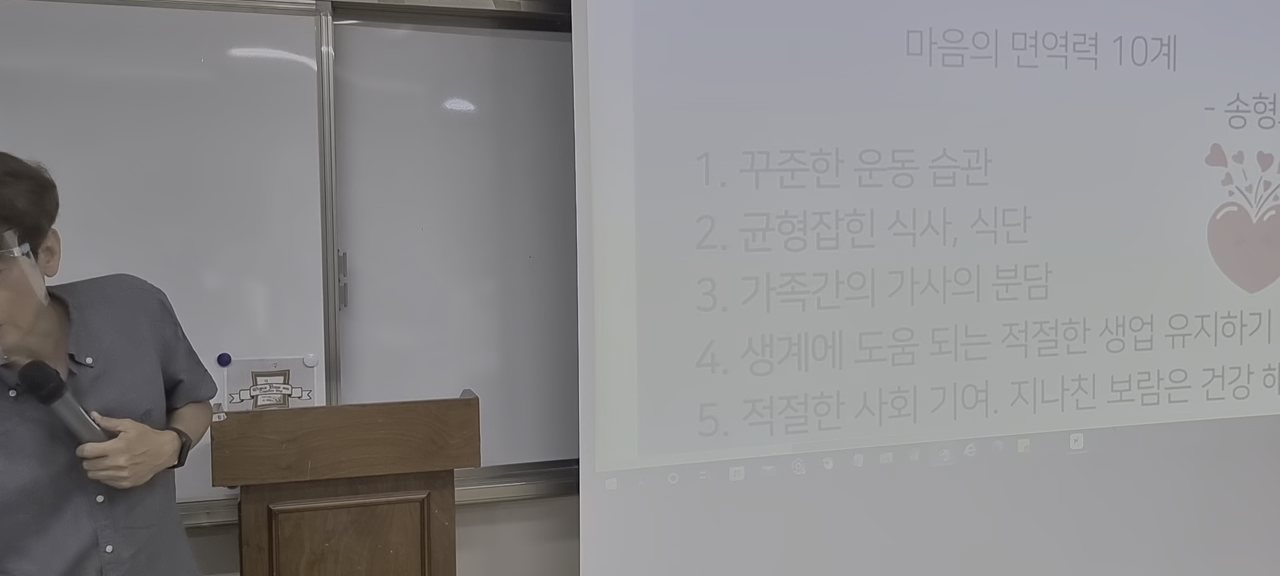 마음의 면역력 10계
- 송형
1. 꾸준한 운동 습관
2. 균형잡힌 식사, 식단
3. 가족간의 가사의 분담
4. 생계에 도움 되는 적절한 생업 유지하기
5. 적절한 사회 기여. 지나친 보람은 건강 해